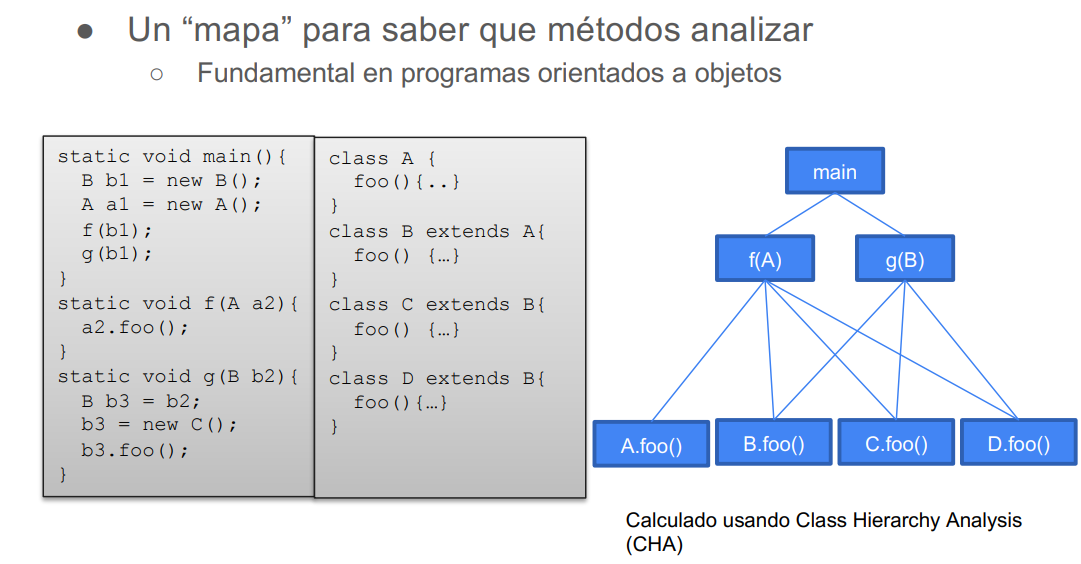 ● Un “mapa” para saber que métodos analizar
○ Fundamental en programas orientados a objetos
static void main(){
B b1 = new B();
A a1 = new A();
f(b1);
g(b1);
}
static void f(A a2){
a2.foo();
}
static void g(B b2){
B b3 = b2;
b3 = new C();
b3.foo();
}
class A {
foo(){..}
}
class B extends A{
foo() {…}
}
class C extends B{
foo() {…}
}
class D extends B{
foo(){…}
}
main
f(A)
g(B)
A.foo()
B.foo()
C.foo()
D.foo()
Calculado usando Class Hierarchy Analysis
(CHA)